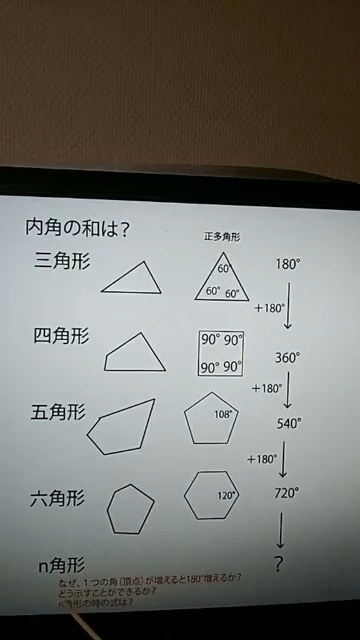 内角の和は?
正多角形
三角形
60°
60° 60°
180°
+180°
四角形
90° 90°
90° 90°
360°
+180°
五角形
108°
540°
+180°
六角形
120°
720°
n角形
?
なぜ、1つの角(頂点)が増えると180°増えるか?
どう示すことができるか?
n角形の時の式は?